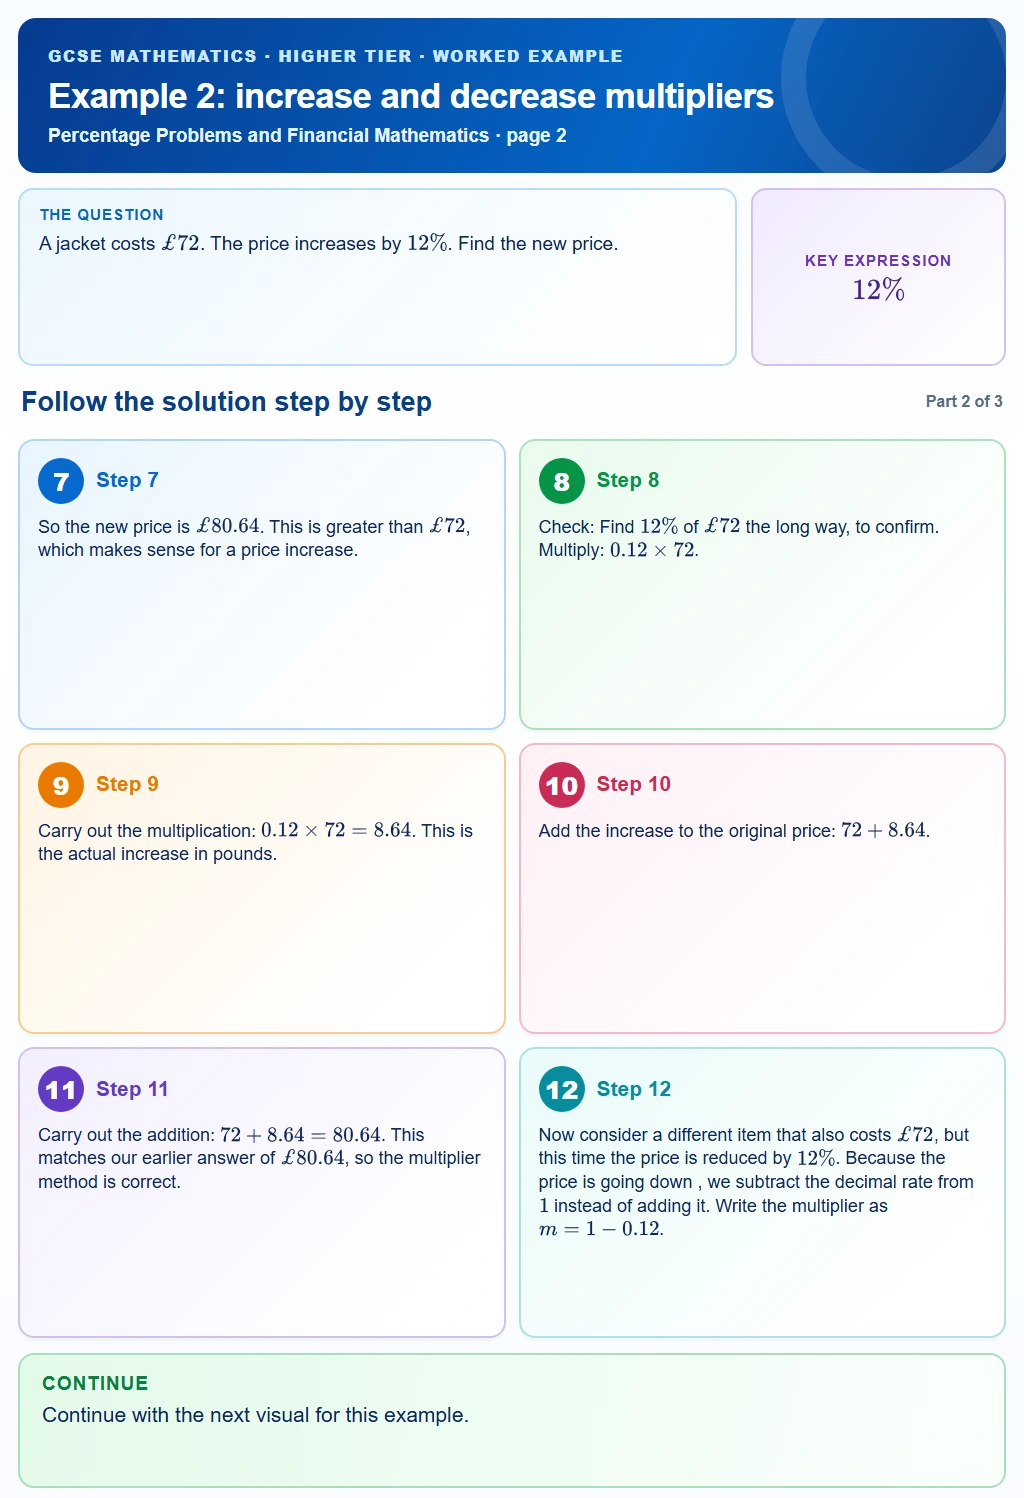 GCSE MATHEMATICS · HIGHER TIER · WORKED EXAMPLE
Example 2: increase and decrease multipliers
Percentage Problems and Financial Mathematics · page 2
THE QUESTION
A jacket costs £72. The price increases by 12%. Find the new price.
KEY EXPRESSION
12%
Follow the solution step by step
Part 2 of 3
7 Step 7
So the new price is £80.64. This is greater than £72,
which makes sense for a price increase.
8 Step 8
Check: Find 12% of £72 the long way, to confirm.
Multiply: 0.12 × 72.
9 Step 9
Carry out the multiplication: 0.12 × 72 = 8.64. This is
the actual increase in pounds.
10 Step 10
Add the increase to the original price: 72 + 8.64.
11 Step 11
Carry out the addition: 72 + 8.64 = 80.64. This
matches our earlier answer of £80.64, so the multiplier
method is correct.
12 Step 12
Now consider a different item that also costs £72, but
this time the price is reduced by 12%. Because the
price is going down , we subtract the decimal rate from
1 instead of adding it. Write the multiplier as
m = 1 − 0.12.
CONTINUE
Continue with the next visual for this example.